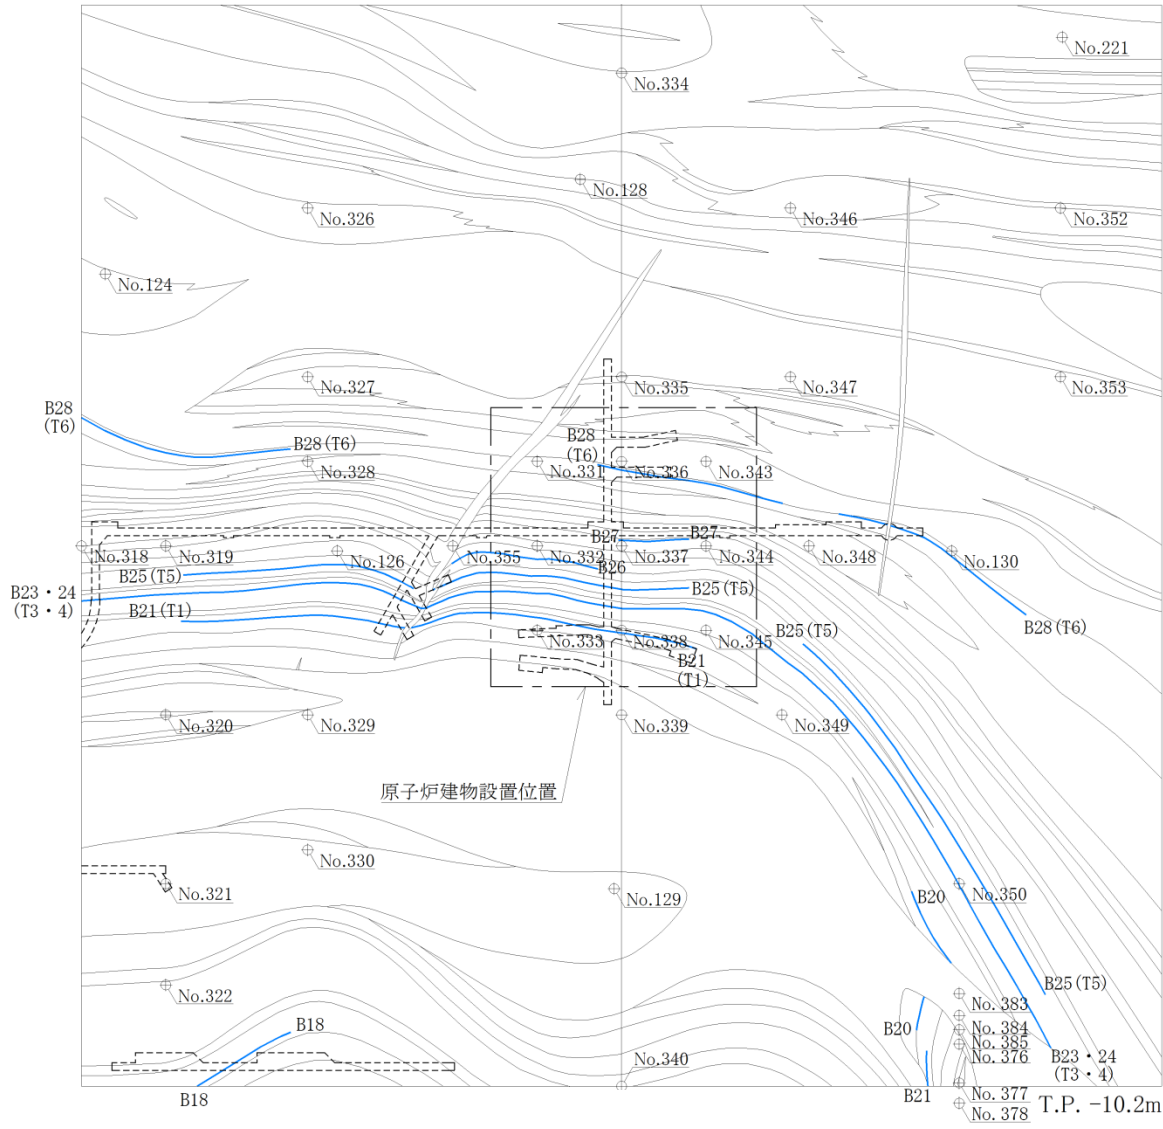 No.221
No.334
No.128
No.326
No.346
No.352
No.124
No.327
No.335
No.347
No.353
B28
(T6)
B28
(T6)
B28(T6)
No.328
No.331
No.336
No.343
B27
B27
No.318
No.319
No.126
No.355
No.332
No.337
No.344
No.348
No.130
B26
B25(T5)
B25(T5)
B23・24
(T3・4)
B21(T1)
B28(T6)
No.333
No.338
No.345
B25(T5)
B21
(T1)
No.320
No.329
No.339
No.349
原子炉建物設置位置
No.330
No.321
No.129
B20
No.350
No.322
B25(T5)
No.383
B18
B20
No.384
No.385
No.376
B23・24
(T3・4)
No.340
B18
B21
No.377
No.378
T.P. -10.2m